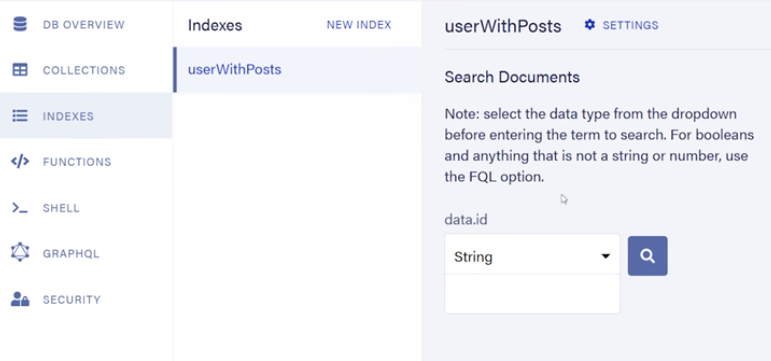 DB OVERVIEW
COLLECTIONS
INDEXES
FUNCTIONS
SHELL
GRAPHQL
SECURITY
Indexes
NEW INDEX
userWithPosts
userWithPosts
SETTINGS
Search Documents
Note: select the data type from the dropdown
before entering the term to search. For booleans
and anything that is not a string or number, use
the FQL option.
data.id
String